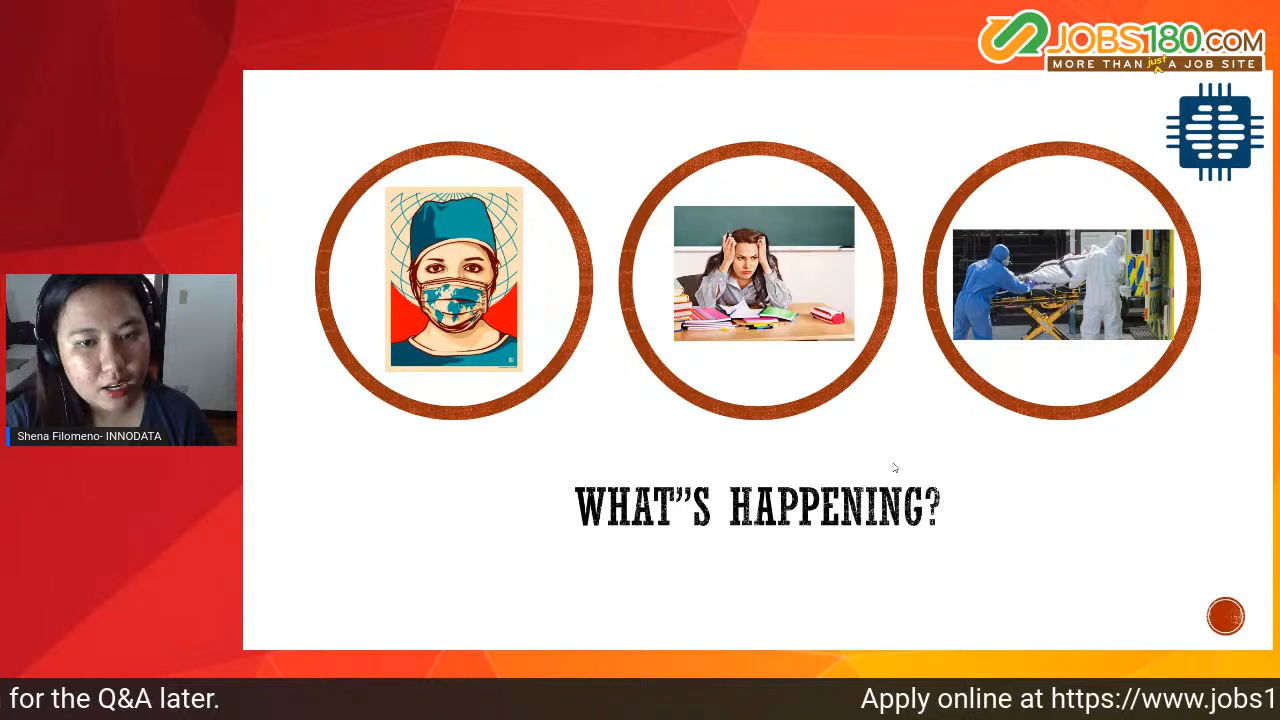 JOBS180.COM
MORE THAN just A JOB SITE
Shena Filomeno- INNODATA
WHAT”S HAPPENING?
for the Q&A later.
Apply online at https://www.jobs1